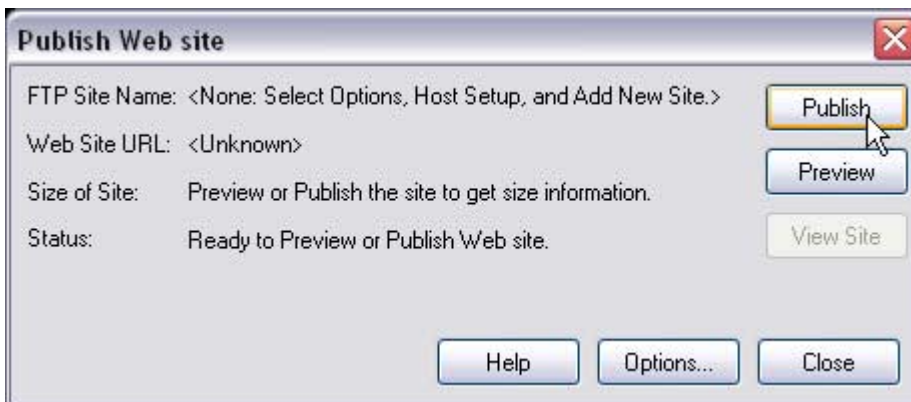 Publish Web site
FTP Site Name: <None: Select Options, Host Setup, and Add New Site.>
Publish
Web Site URL: <Unknown>
Preview
Size of Site: Preview or Publish the site to get size information.
Status: Ready to Preview or Publish Web site.
View Site
Help Options... Close